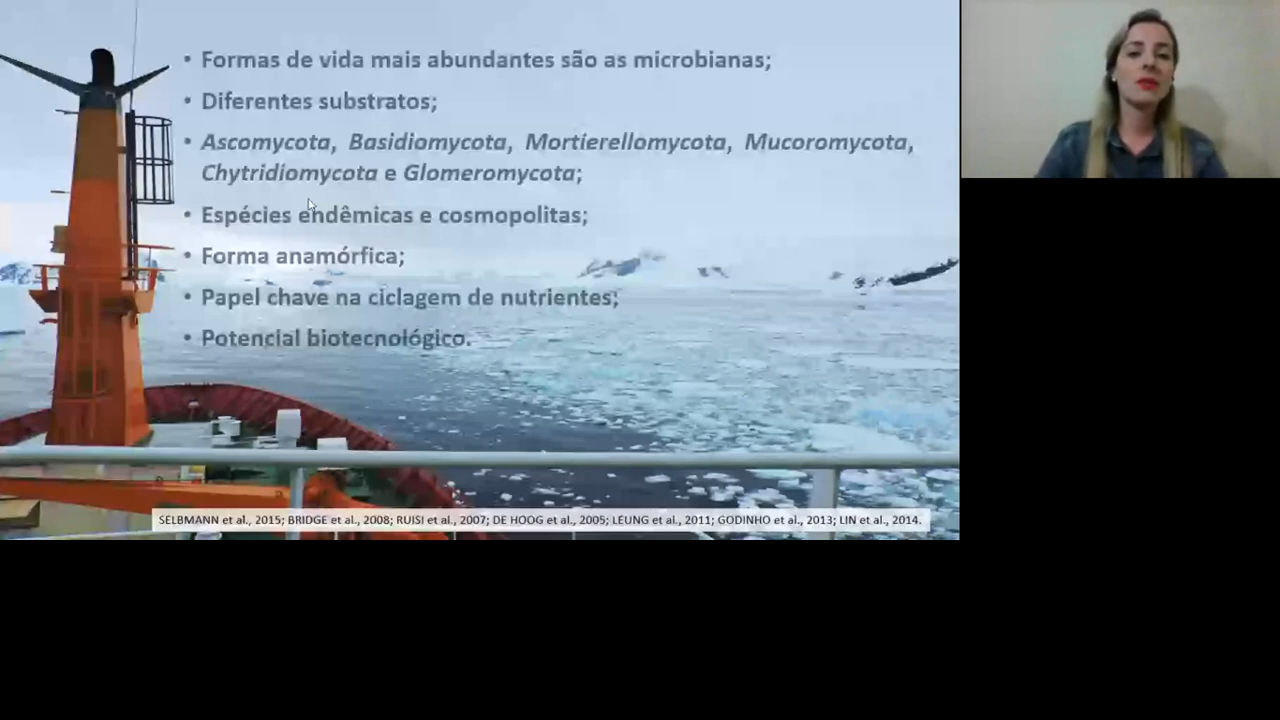 • Formas de vida mais abundantes são as microbianas;
• Diferentes substratos;
• Ascomycota, Basidiomycota, Mortierellomycota, Mucoromycota,
Chytridiomycota e Glomeromycota;
• Espécies endêmicas e cosmopolitas;
• Forma anamórfica;
• Papel chave na ciclagem de nutrientes;
• Potencial biotecnológico.
SELBMANN et al., 2015; BRIDGE et al., 2008; RUISI et al., 2007; DE HOOG et al., 2005; LEUNG et al., 2011; GODINHO et al., 2013; LIN et al., 2014.